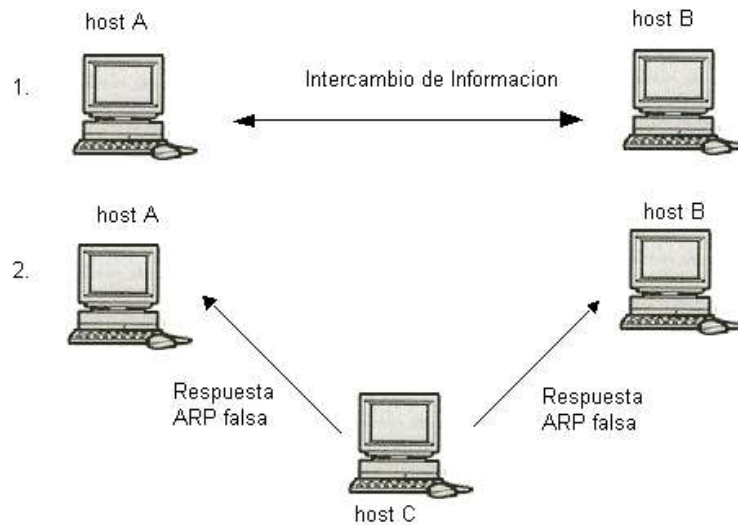 host A
host B
1.
Intercambio de Informacion
host A
host B
2.
Respuesta
ARP falsa
Respuesta
ARP falsa
host C